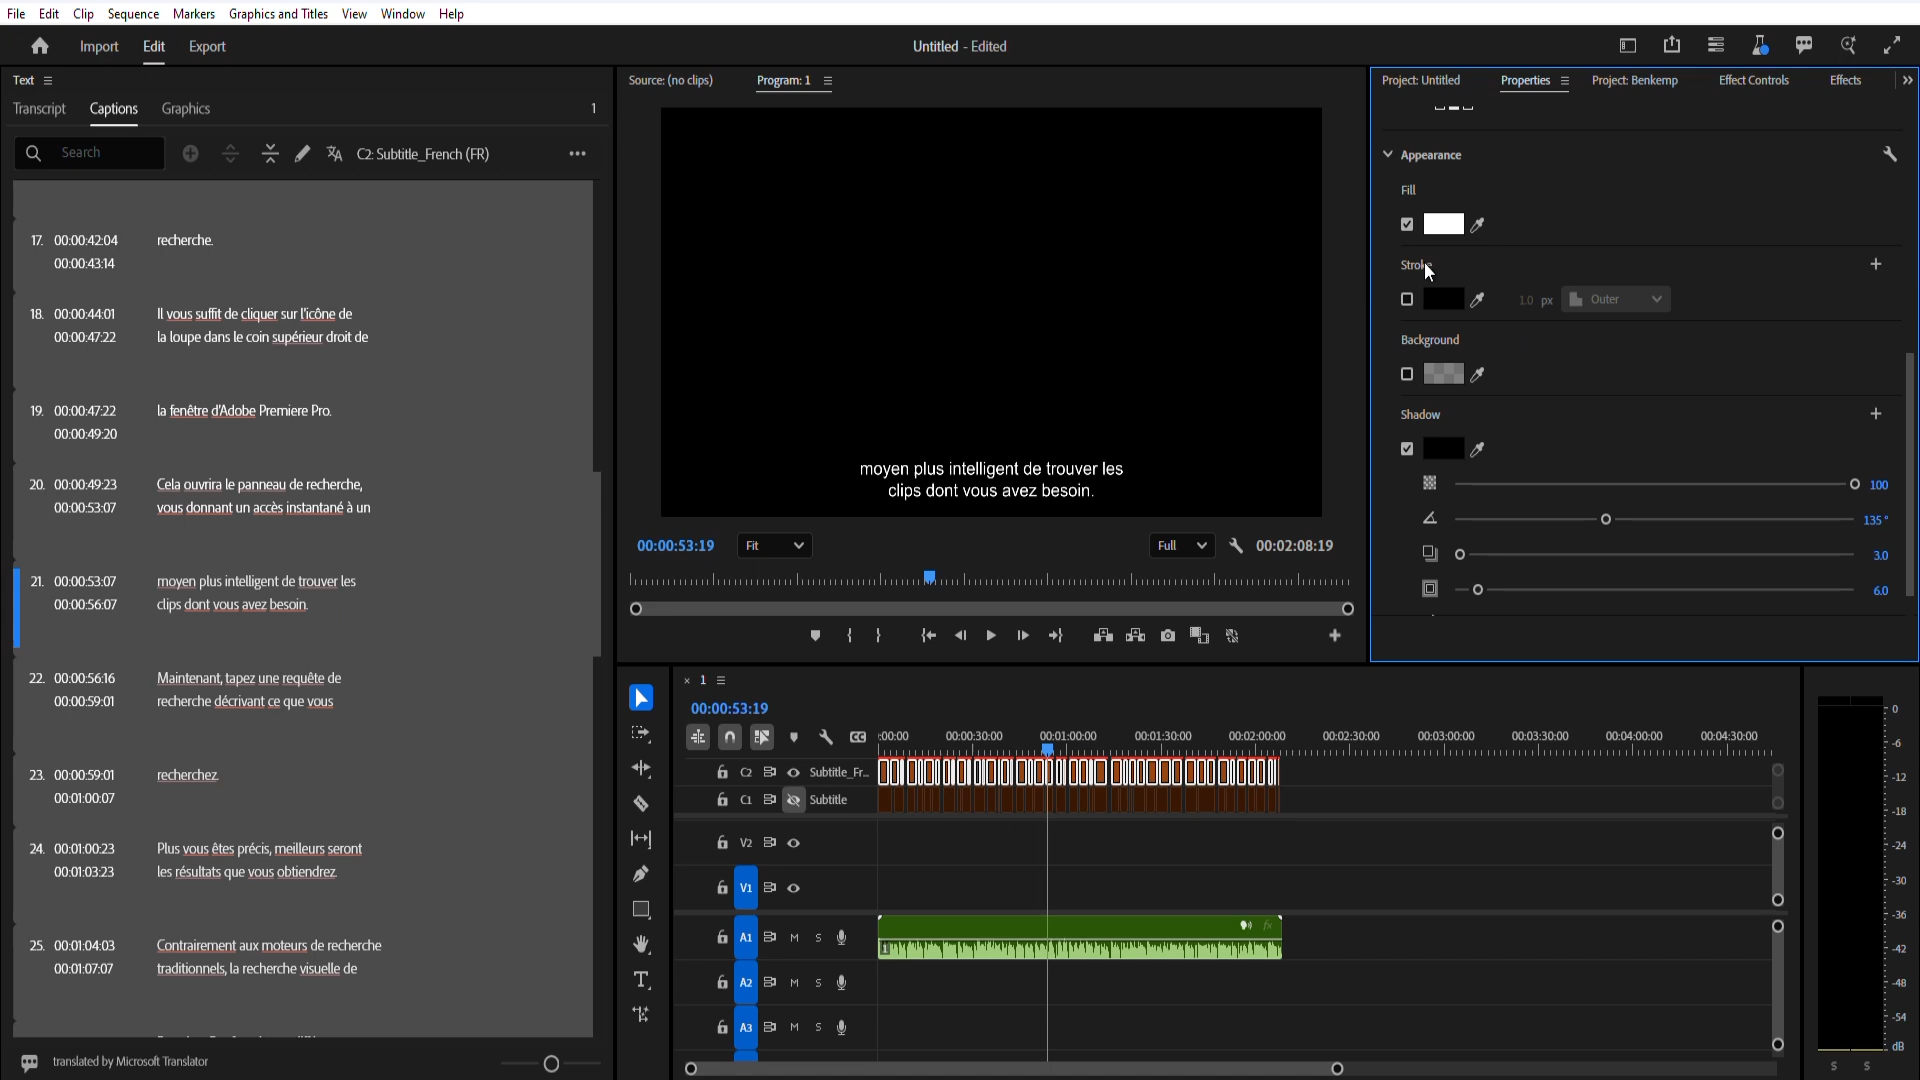 File Edit Clip Sequence Markers Graphics and Titles View Window Help
Import Edit Export
Untitled - Edited
Text
Transcript Captions Graphics 1
Search
C2: Subtitle_French (FR)
17. 00:00:42:04 recherche.
00:00:43:14
18. 00:00:44:01 Il vous suffit de cliquer sur l'icône de
00:00:47:22 la loupe dans le coin supérieur droit de
19. 00:00:47:22 la fenêtre d'Adobe Premiere Pro.
00:00:49:20
20. 00:00:49:23 Cela ouvrira le panneau de recherche,
00:00:53:07 vous donnant un accès instantané à un
21. 00:00:53:07 moyen plus intelligent de trouver les
00:00:56:07 clips dont vous avez besoin.
22. 00:00:56:16 Maintenant, tapez une requête de
00:00:59:01 recherche décrivant ce que vous
23. 00:00:59:01 recherchez.
00:01:00:07
24. 00:01:00:23 Plus vous êtes précis, meilleurs seront
00:01:03:23 les résultats que vous obtiendrez.
25. 00:01:04:03 Contrairement aux moteurs de recherche
00:01:07:07 traditionnels, la recherche visuelle de
translated by Microsoft Translator
Source: (no clips) Program: 1
moyen plus intelligent de trouver les
clips dont vous avez besoin.
00:00:53:19 Fit Full 00:02:08:19
Project: Untitled Properties Project: Benkemp Effect Controls Effects
Appearance
Fill
Stroke
1.0 px Outer
Background
Shadow
100
135 °
3.0
6.0
× 1
00:00:53:19
:00:00 00:00:30:00 00:01:00:00 00:01:30:00 00:02:00:00 00:02:30:00 00:03:00:00 00:03:30:00 00:04:00:00 00:04:30:00
C2 Subtitle_Fr...
C1 Subtitle
V2
V1
A1 M S fx
A2 M S
A3 M S
0
-6
-12
-18
-24
-30
-36
-42
-48
-54
dB
S S